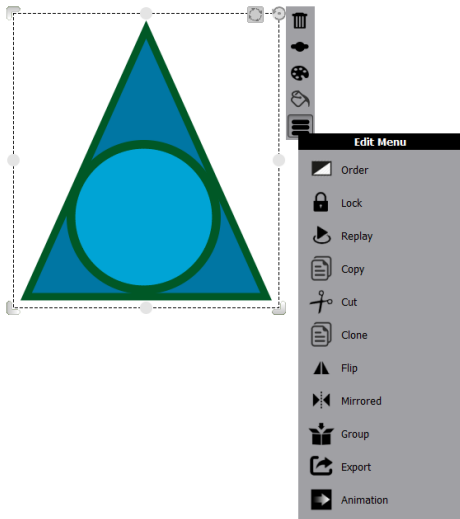 Edit Menu
Order
Lock
Replay
Copy
Cut
Clone
Flip
Mirrored
Group
Export
Animation